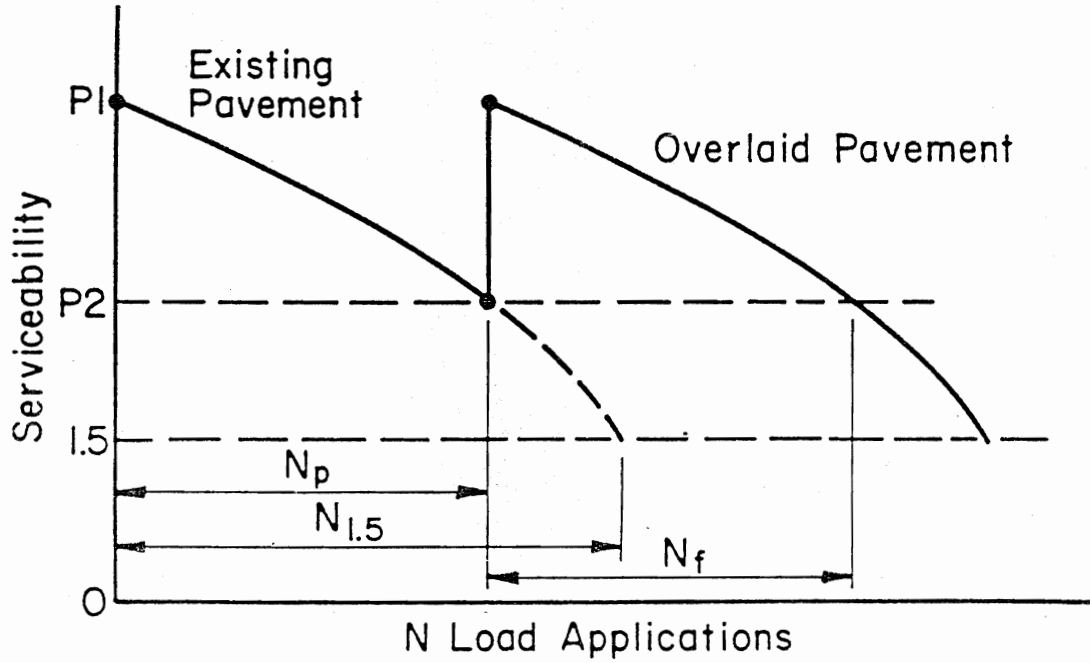 Existing
Pavement
P1
Overlaid Pavement
Serviceability
P2
1.5
Np
N1.5
Nf
0
N Load Applications